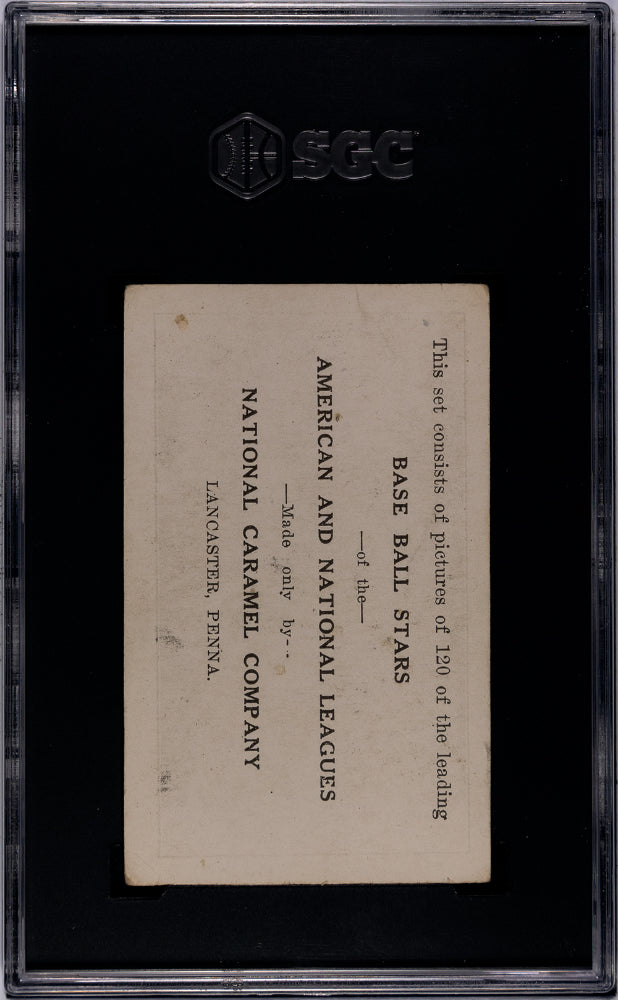 SGC
This set consists of pictures of 120 of the leading
BASE BALL STARS
—of the—
AMERICAN AND NATIONAL LEAGUES
—Made only by--
NATIONAL CARAMEL COMPANY
LANCASTER, PENNA.